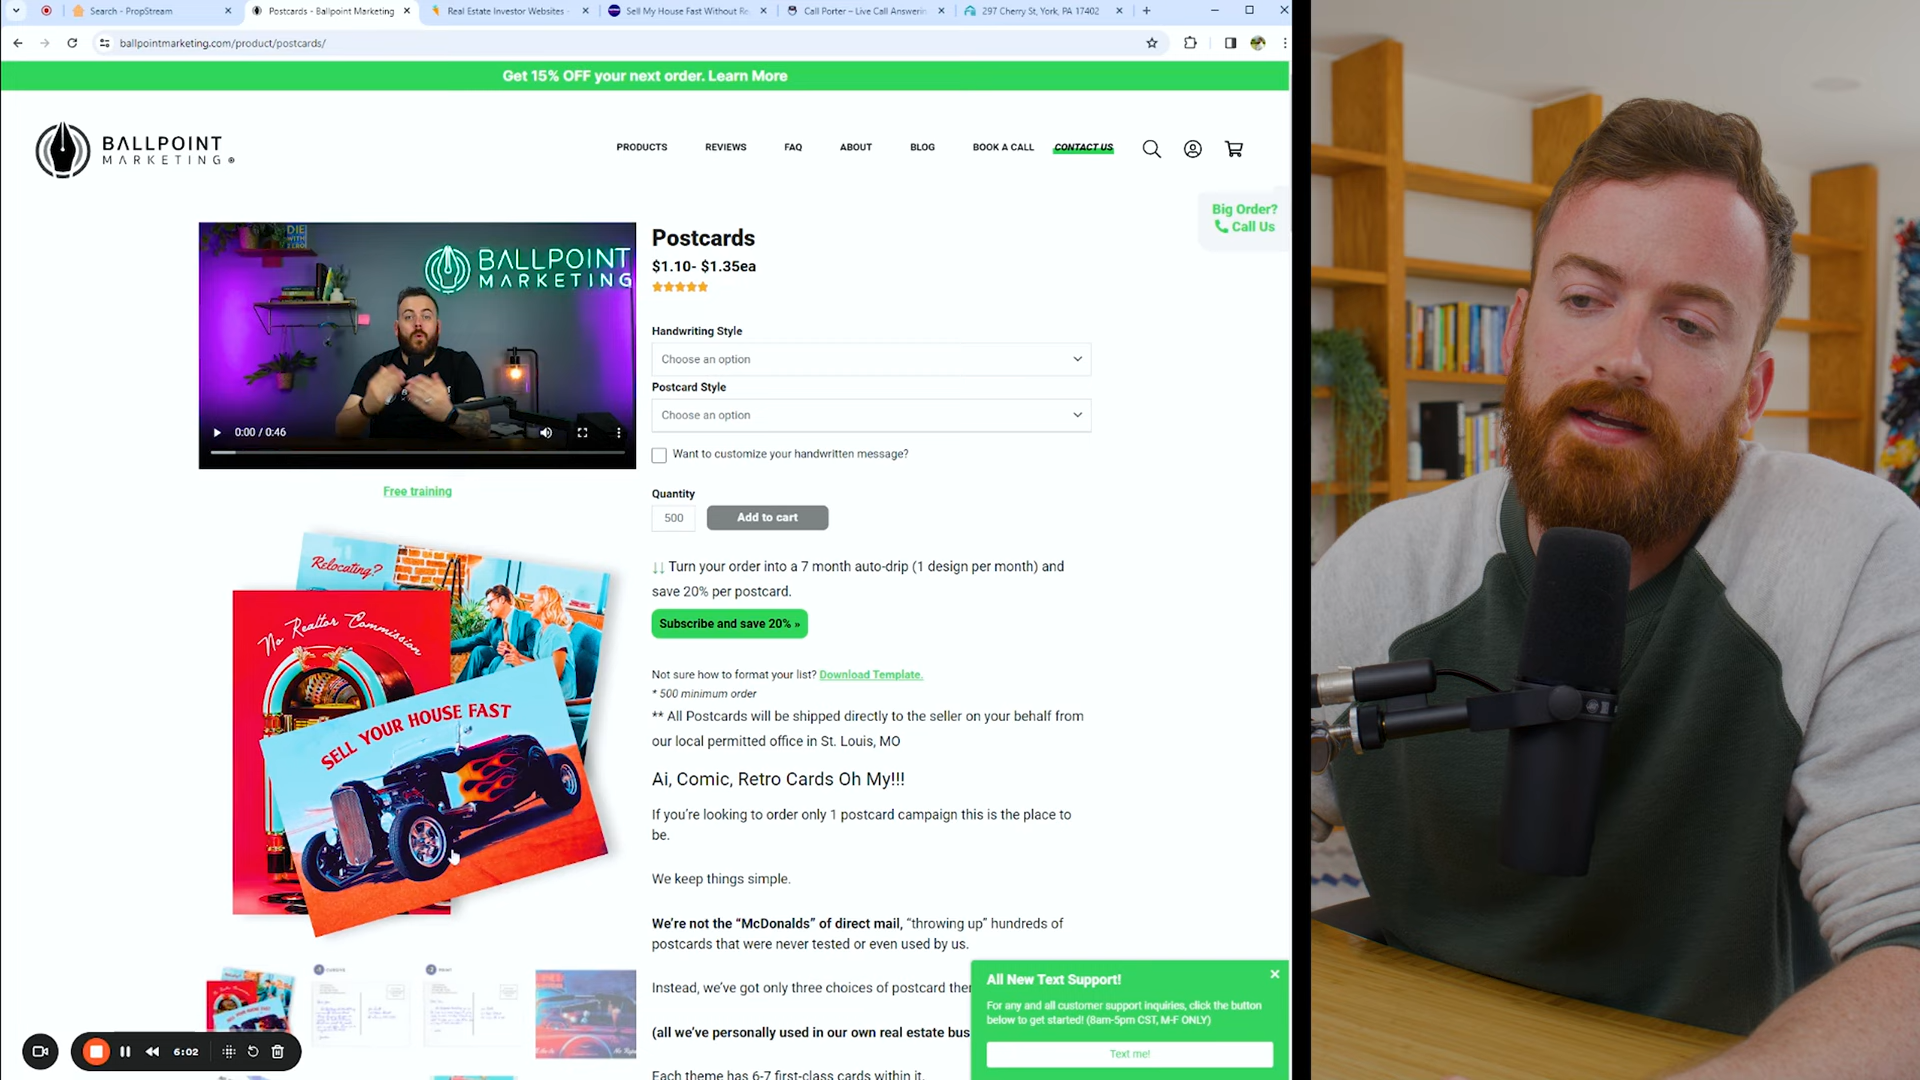 Search - PropStream
Postcards - Ballpoint Marketing
Real Estate Investor Websites -
Sell My House Fast Without Re
Call Porter – Live Call Answerin
297 Cherry St, York, PA 17402
ballpointmarketing.com/product/postcards/
Get 15% OFF your next order. Learn More
BALLPOINT
MARKETING
PRODUCTS
REVIEWS
FAQ
ABOUT
BLOG
BOOK A CALL
CONTACT US
Big Order?
Call Us
DIE
WITH
ZERO
BALLPOINT
MARKETING
0:00 / 0:46
Free training
Postcards
$1.10- $1.35ea
Handwriting Style
Choose an option
Postcard Style
Choose an option
Want to customize your handwritten message?
Quantity
500
Add to cart
↓↓ Turn your order into a 7 month auto-drip (1 design per month) and
save 20% per postcard.
Subscribe and save 20% »
Not sure how to format your list? Download Template.
* 500 minimum order
** All Postcards will be shipped directly to the seller on your behalf from
our local permitted office in St. Louis, MO
Ai, Comic, Retro Cards Oh My!!!
If you're looking to order only 1 postcard campaign this is the place to
be.
We keep things simple.
We're not the "McDonalds" of direct mail, "throwing up" hundreds of
postcards that were never tested or even used by us.
Instead, we've got only three choices of postcard ther
(all we've personally used in our own real estate bus
Each theme has 6-7 first-class cards within it.
Relocating?
No Realtor Commission
SELL YOUR HOUSE FAST
CURSIVE
PRINT
All New Text Support!
For any and all customer support inquiries, click the button
below to get started! (8am-5pm CST, M-F ONLY)
Text me!
6:02